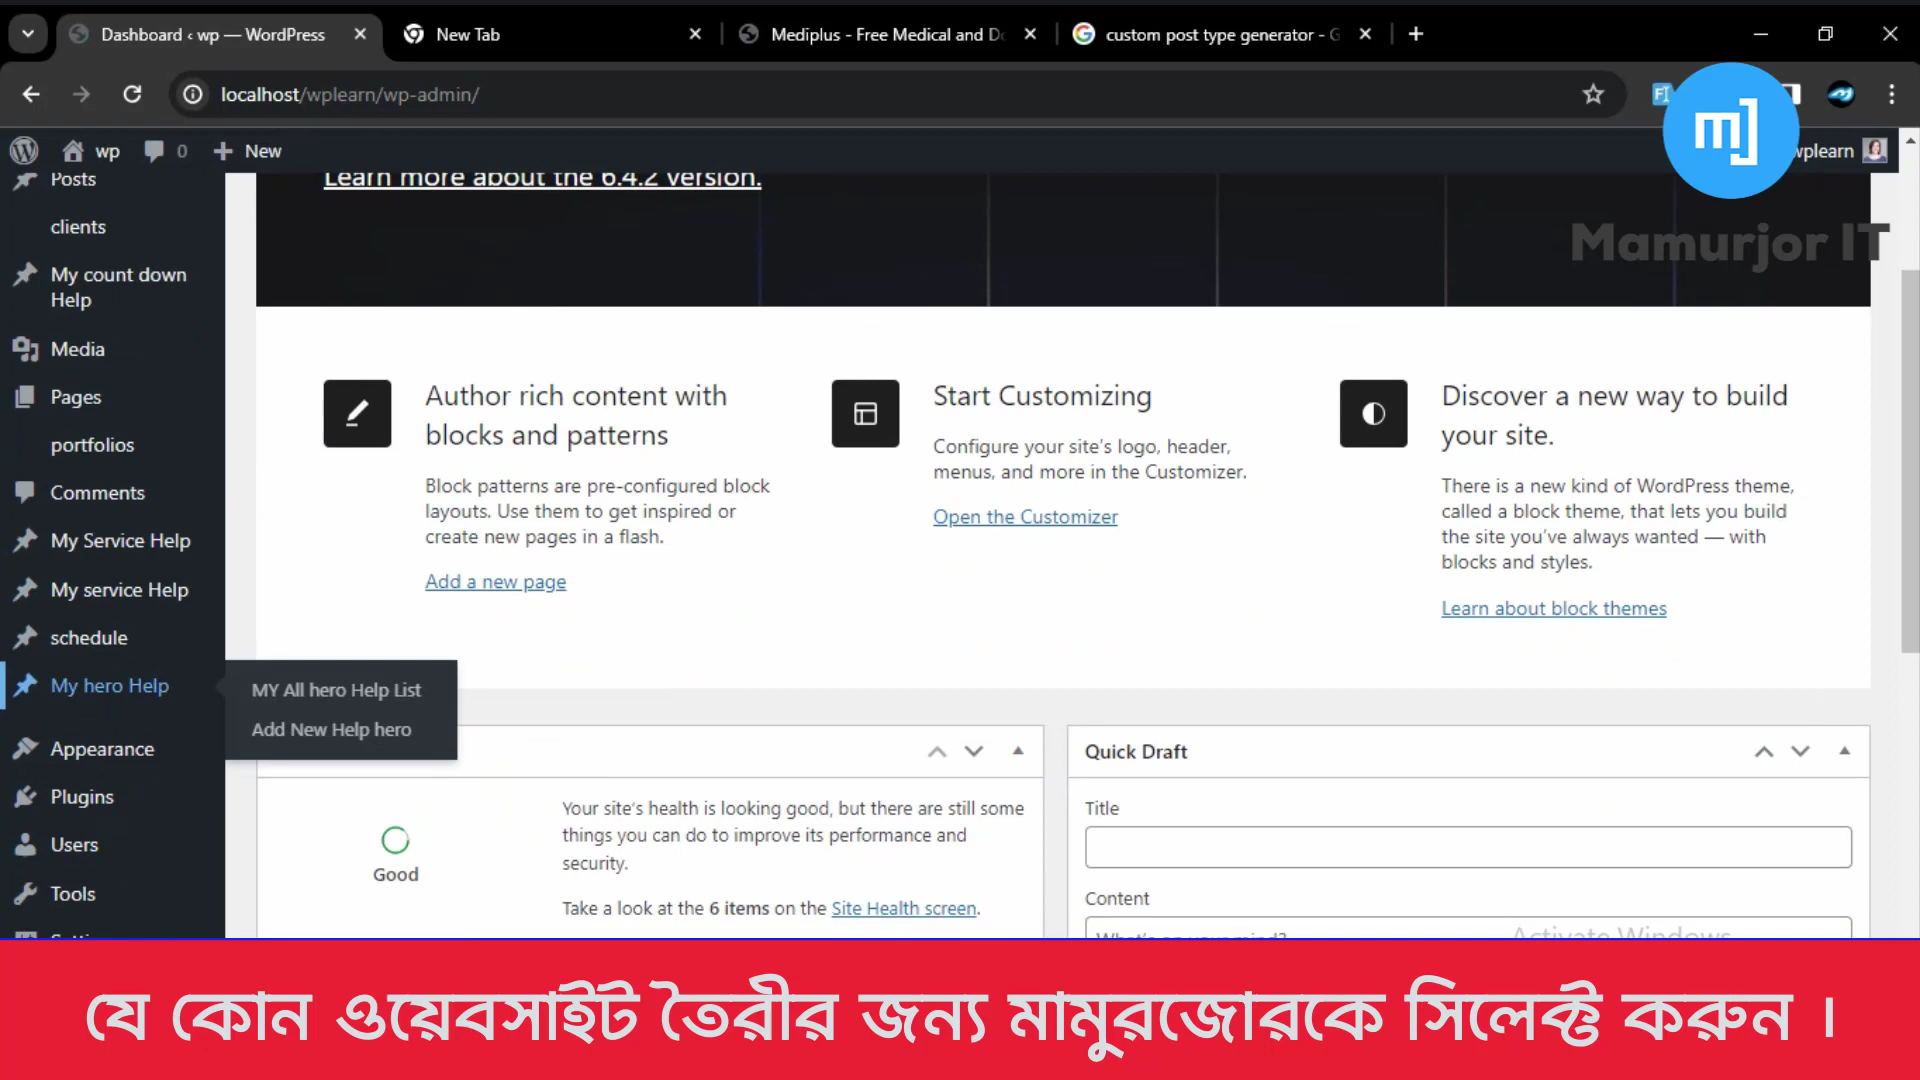 Dashboard ‹ wp — WordPress
New Tab
Mediplus - Free Medical and Do
custom post type generator - G
localhost/wplearn/wp-admin/
wp
0
New
wplearn
Mamurjor IT
Posts
clients
My count down
Help
Media
Pages
portfolios
Comments
My Service Help
My service Help
schedule
My hero Help
MY All hero Help List
Add New Help hero
Appearance
Plugins
Users
Tools
Learn more about the 6.4.2 version.
Author rich content with
blocks and patterns
Block patterns are pre-configured block
layouts. Use them to get inspired or
create new pages in a flash.
Add a new page
Start Customizing
Configure your site's logo, header,
menus, and more in the Customizer.
Open the Customizer
Discover a new way to build
your site.
There is a new kind of WordPress theme,
called a block theme, that lets you build
the site you've always wanted — with
blocks and styles.
Learn about block themes
Good
Your site's health is looking good, but there are still some
things you can do to improve its performance and
security.
Take a look at the 6 items on the Site Health screen.
Quick Draft
Title
Content
What's on your mind?
Activate Windows
যে কোন ওয়েবসাইট তৈরীর জন্য মামুরজোরকে সিলেক্ট করুন ।